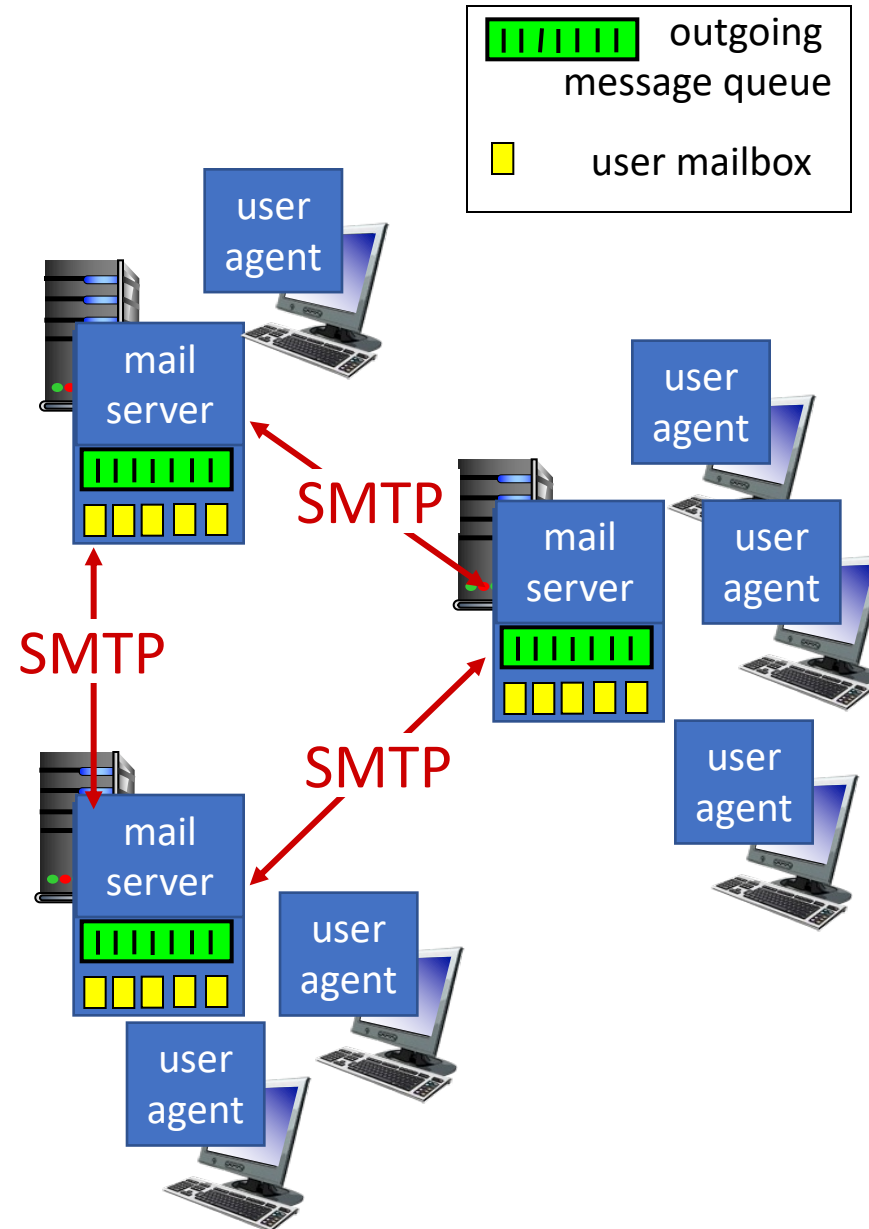 outgoing
message queue
user mailbox
user
agent
mail
server
SMTP
user
agent
mail
server
user
agent
SMTP
SMTP
user
agent
mail
server
user
agent
user
agent